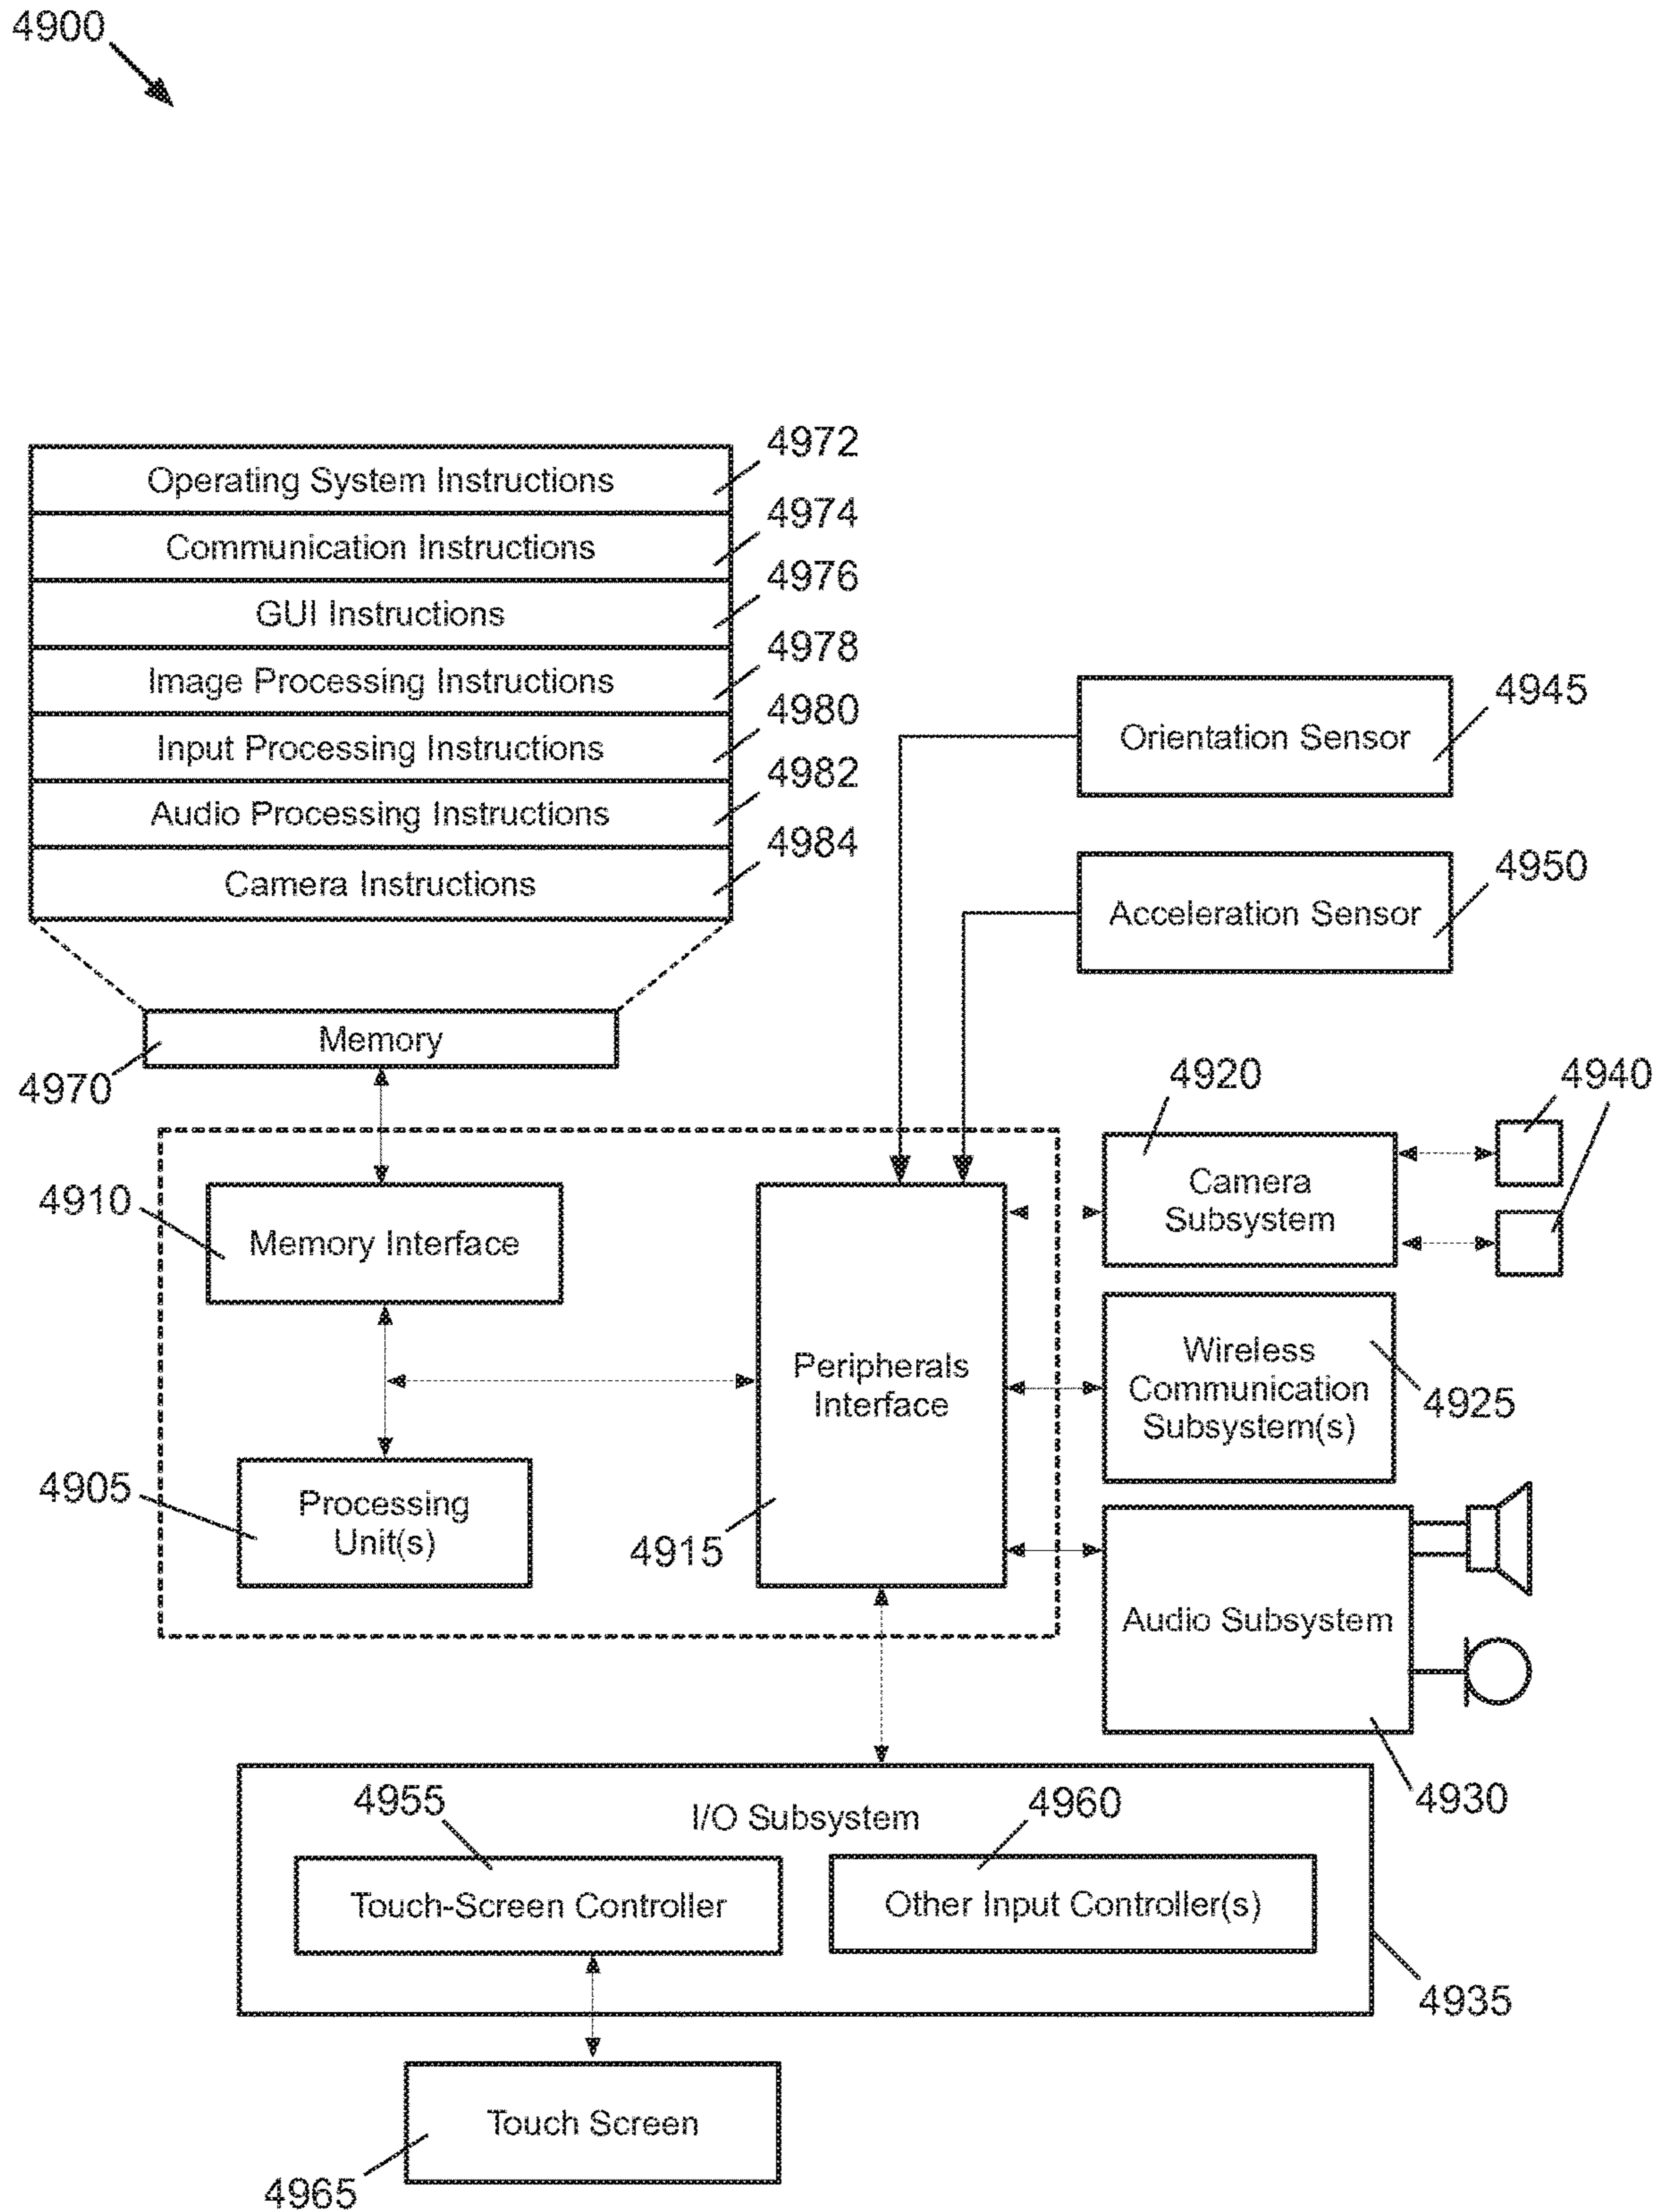 4900
Operating System Instructions
4972
Communication Instructions
4974
GUI Instructions
4976
Image Processing Instructions
4978
Input Processing Instructions
4980
Audio Processing Instructions
4982
Camera Instructions
4984
Orientation Sensor
4945
Acceleration Sensor
4950
Memory
4970
4920
4940
Camera
Subsystem
4910
Memory Interface
Peripherals
Interface
4915
Wireless
Communication
Subsystem(s)
4925
4905
Processing
Unit(s)
Audio Subsystem
4930
I/O Subsystem
4955
4960
Touch-Screen Controller
Other Input Controller(s)
4935
Touch Screen
4965